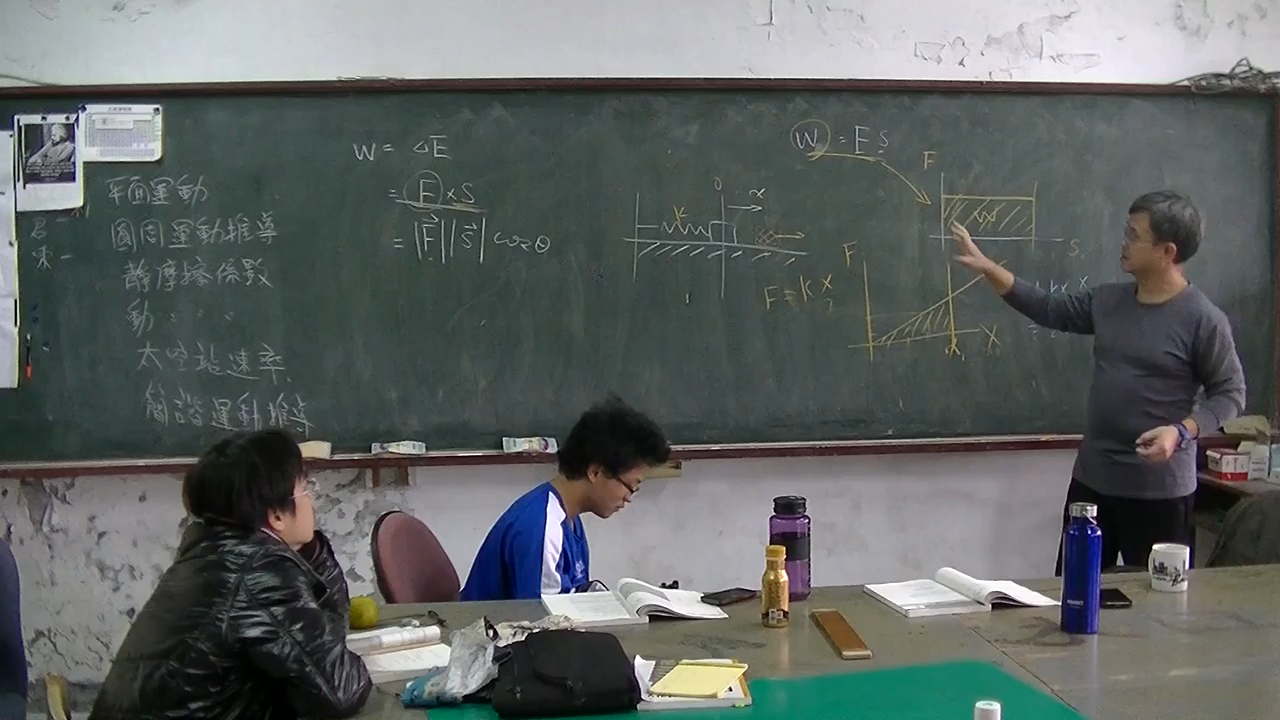 平面運動
圓周運動推導
靜摩擦係數
動〃〃〃
太空站速率
簡諧運動推導
W = ΔE
= F × S
= |F⃗||S⃗| cosθ
0
x
k
W = F S
F
W
S
F = k x
F
x₁
X